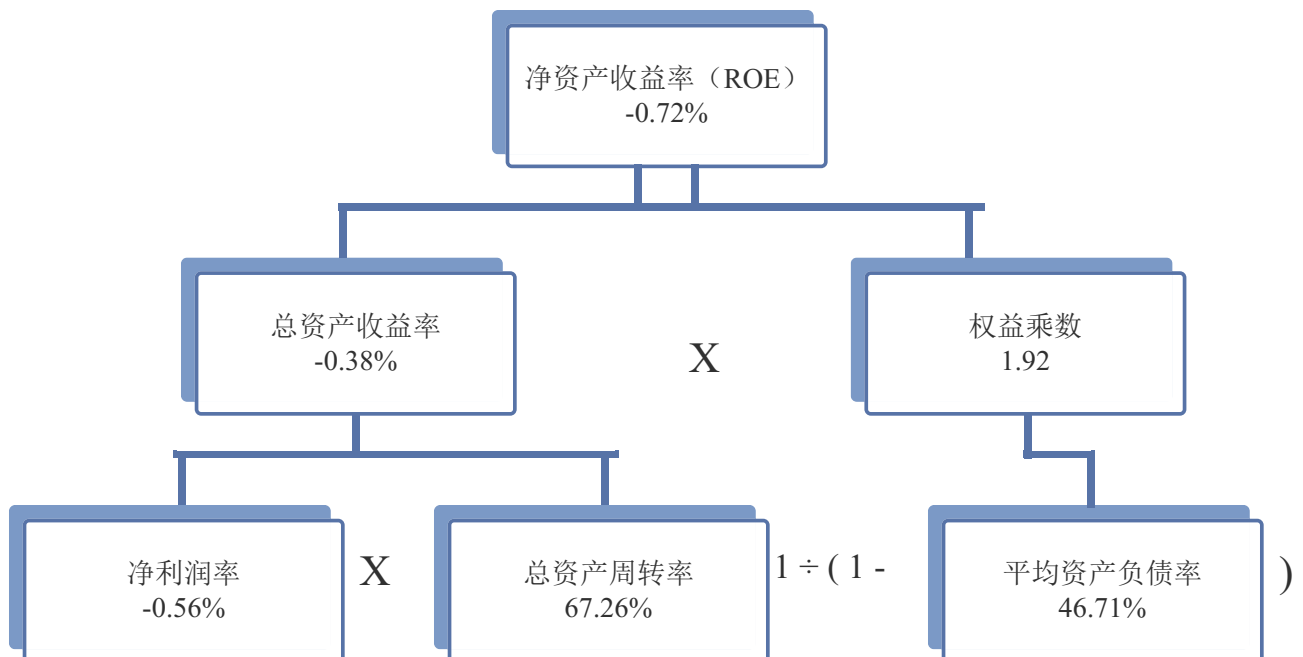 净资产收益率（ROE）
-0.72%
总资产收益率
-0.38%
X
权益乘数
1.92
净利润率
-0.56%
X
总资产周转率
67.26%
1 ÷ ( 1 -
平均资产负债率
46.71%
)